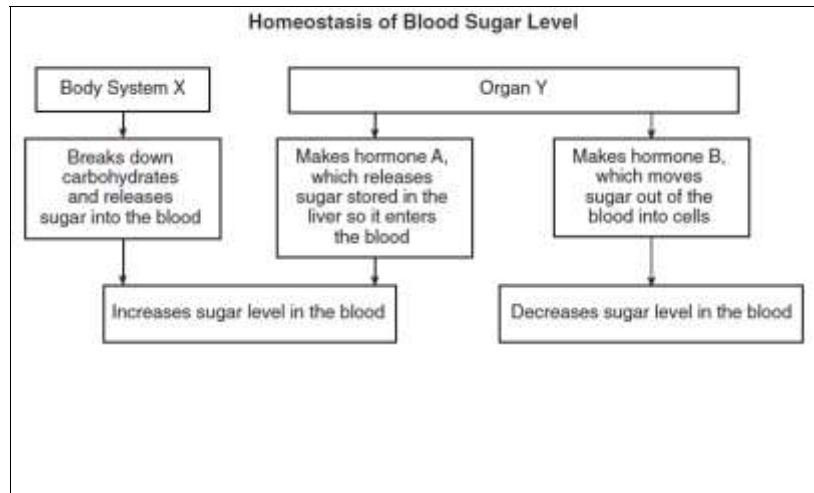 Homeostasis of Blood Sugar Level
Body System X
Organ Y
Breaks down
carbohydrates
and releases
sugar into the blood
Makes hormone A,
which releases
sugar stored in the
liver so it enters
the blood
Makes hormone B,
which moves
sugar out of the
blood into cells
Increases sugar level in the blood
Decreases sugar level in the blood